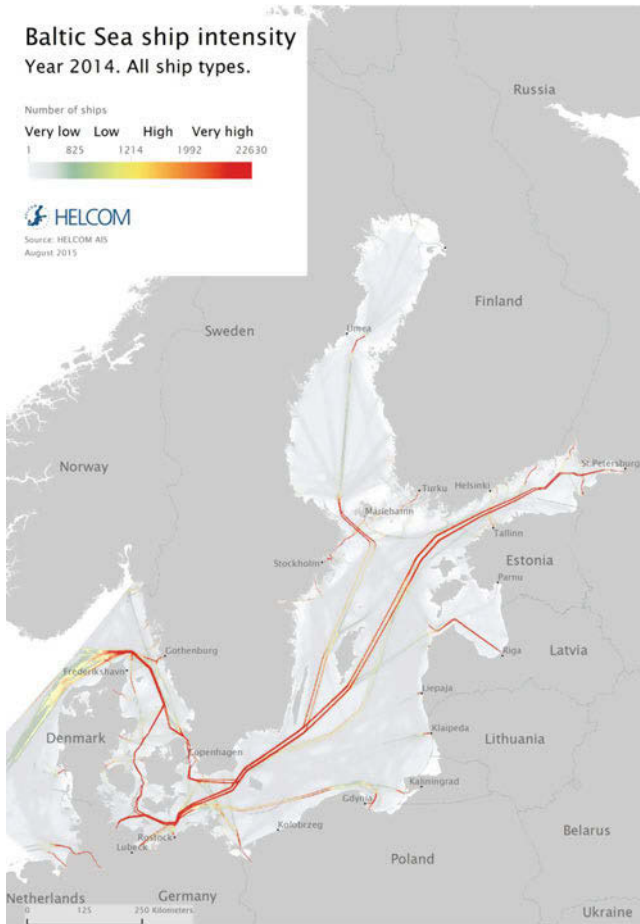 Baltic Sea ship intensity
Year 2014. All ship types.
Number of ships
Very low Low High Very high
1 825 1214 1992 22630
HELCOM
Source: HELCOM AIS
August 2015
Russia
Finland
Sweden
Umea
Norway
St.Petersburg
Turku
Helsinki
Mariehamn
Tallinn
Stockholm
Estonia
Parnu
Gothenburg
Riga
Latvia
Frederikshavn
Liepaja
Denmark
Klaipeda
Lithuania
Copenhagen
Kaliningrad
Gdynia
Rostock
Kolobrzeg
Belarus
Lubeck
Poland
Netherlands
Germany
0 125 250 Kilometers
Ukraine